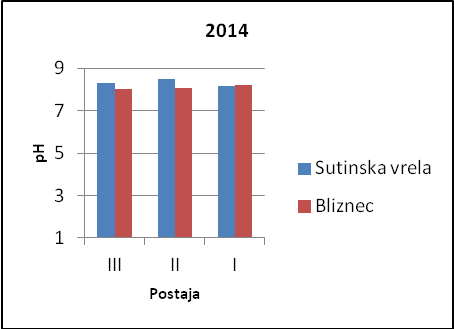 2014
9
7
5
3
1
pH
III II I
Postaja
Sutinska vrela
Bliznec